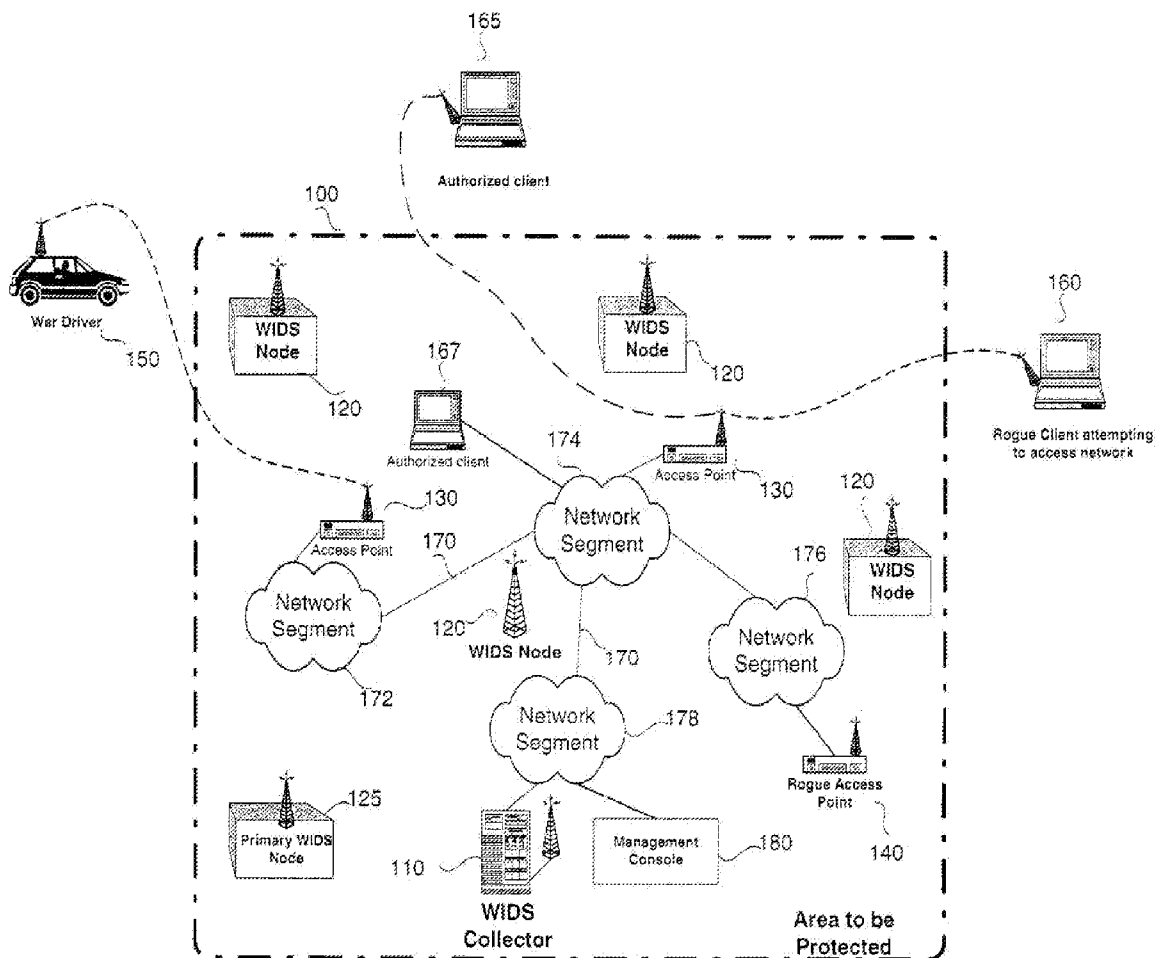 165
Authorized client
100
War Driver
150
WIDS
Node
120
WIDS
Node
120
160
Rogue Client attempting
to access network
167
Authorized client
174
Access Point
130
130
Access Point
170
Network
Segment
120
WIDS
Node
176
Network
Segment
172
120
WIDS Node
170
Network
Segment
Network
Segment
178
125
Primary WIDS
Node
110
WIDS
Collector
Management
Console
180
Rogue Access
Point
140
Area to be
Protected